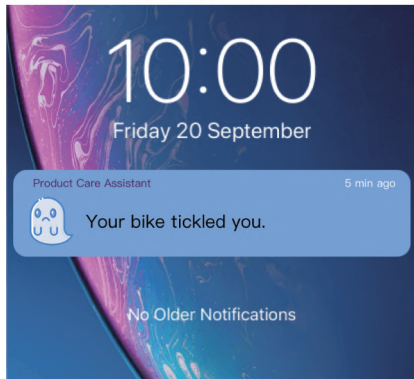 10:00
Friday 20 September
Product Care Assistant 5 min ago
Your bike tickled you.
No Older Notifications